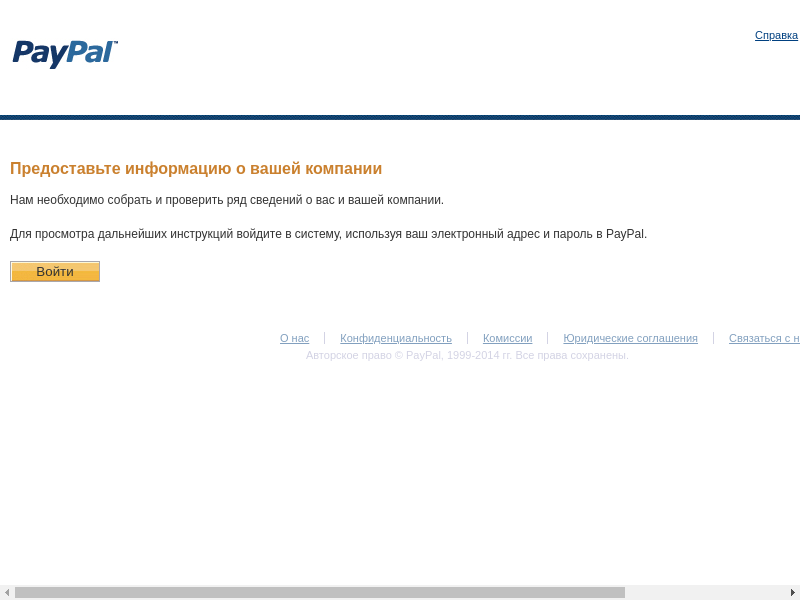 PayPal™
Справка
Предоставьте информацию о вашей компании
Нам необходимо собрать и проверить ряд сведений о вас и вашей компании.
Для просмотра дальнейших инструкций войдите в систему, используя ваш электронный адрес и пароль в PayPal.
Войти
О нас Конфиденциальность Комиссии Юридические соглашения Связаться с н
Авторское право © PayPal, 1999-2014 гг. Все права сохранены.